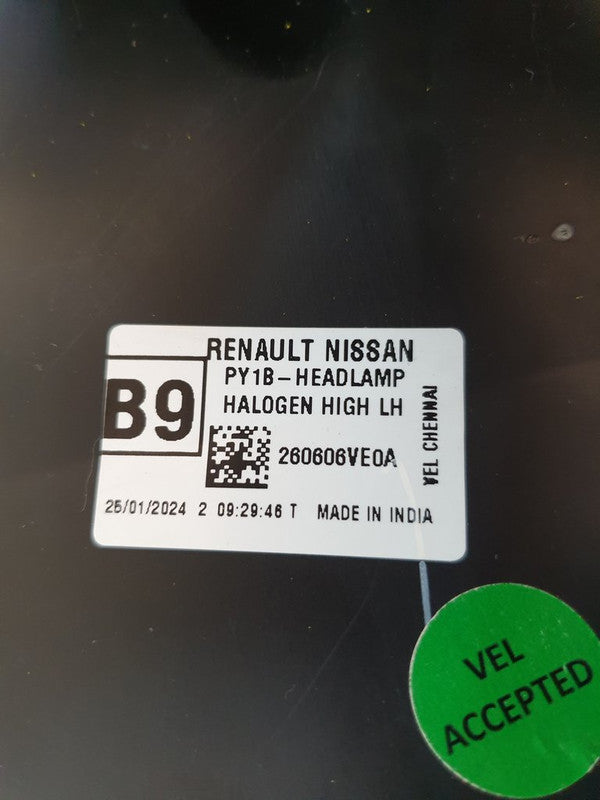 RENAULT NISSAN
PY1B-HEADLAMP
B9
HALOGEN HIGH LH
260606VE0A
VEL CHENNAI
25/01/2024 2 09:29:46 T MADE IN INDIA
VEL
ACCEPTED